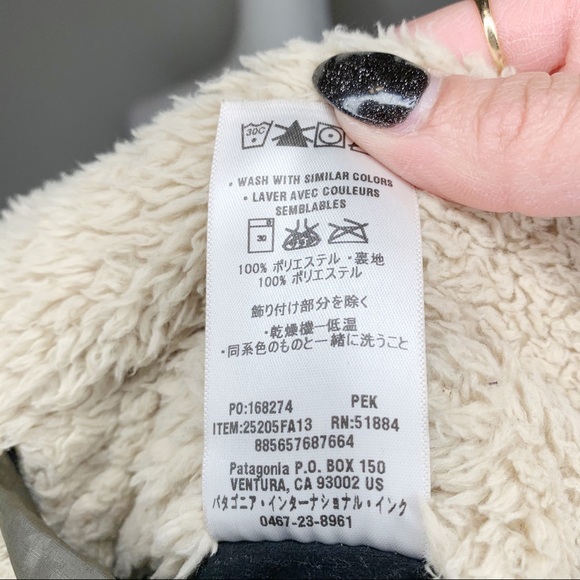 30C
• WASH WITH SIMILAR COLORS
• LAVER AVEC COULEURS
SEMBLABLES
30
100% ポリエステル・裏地
100% ポリエステル
飾り付け部分を除く
・乾燥機一低温
・同系色のものと一緒に洗うこと
PO:168274 PEK
ITEM:25205FA13 RN:51884
885657687664
Patagonia P.O. BOX 150
VENTURA, CA 93002 US
パタゴニア・インターナショナル・インク
0467-23-8961